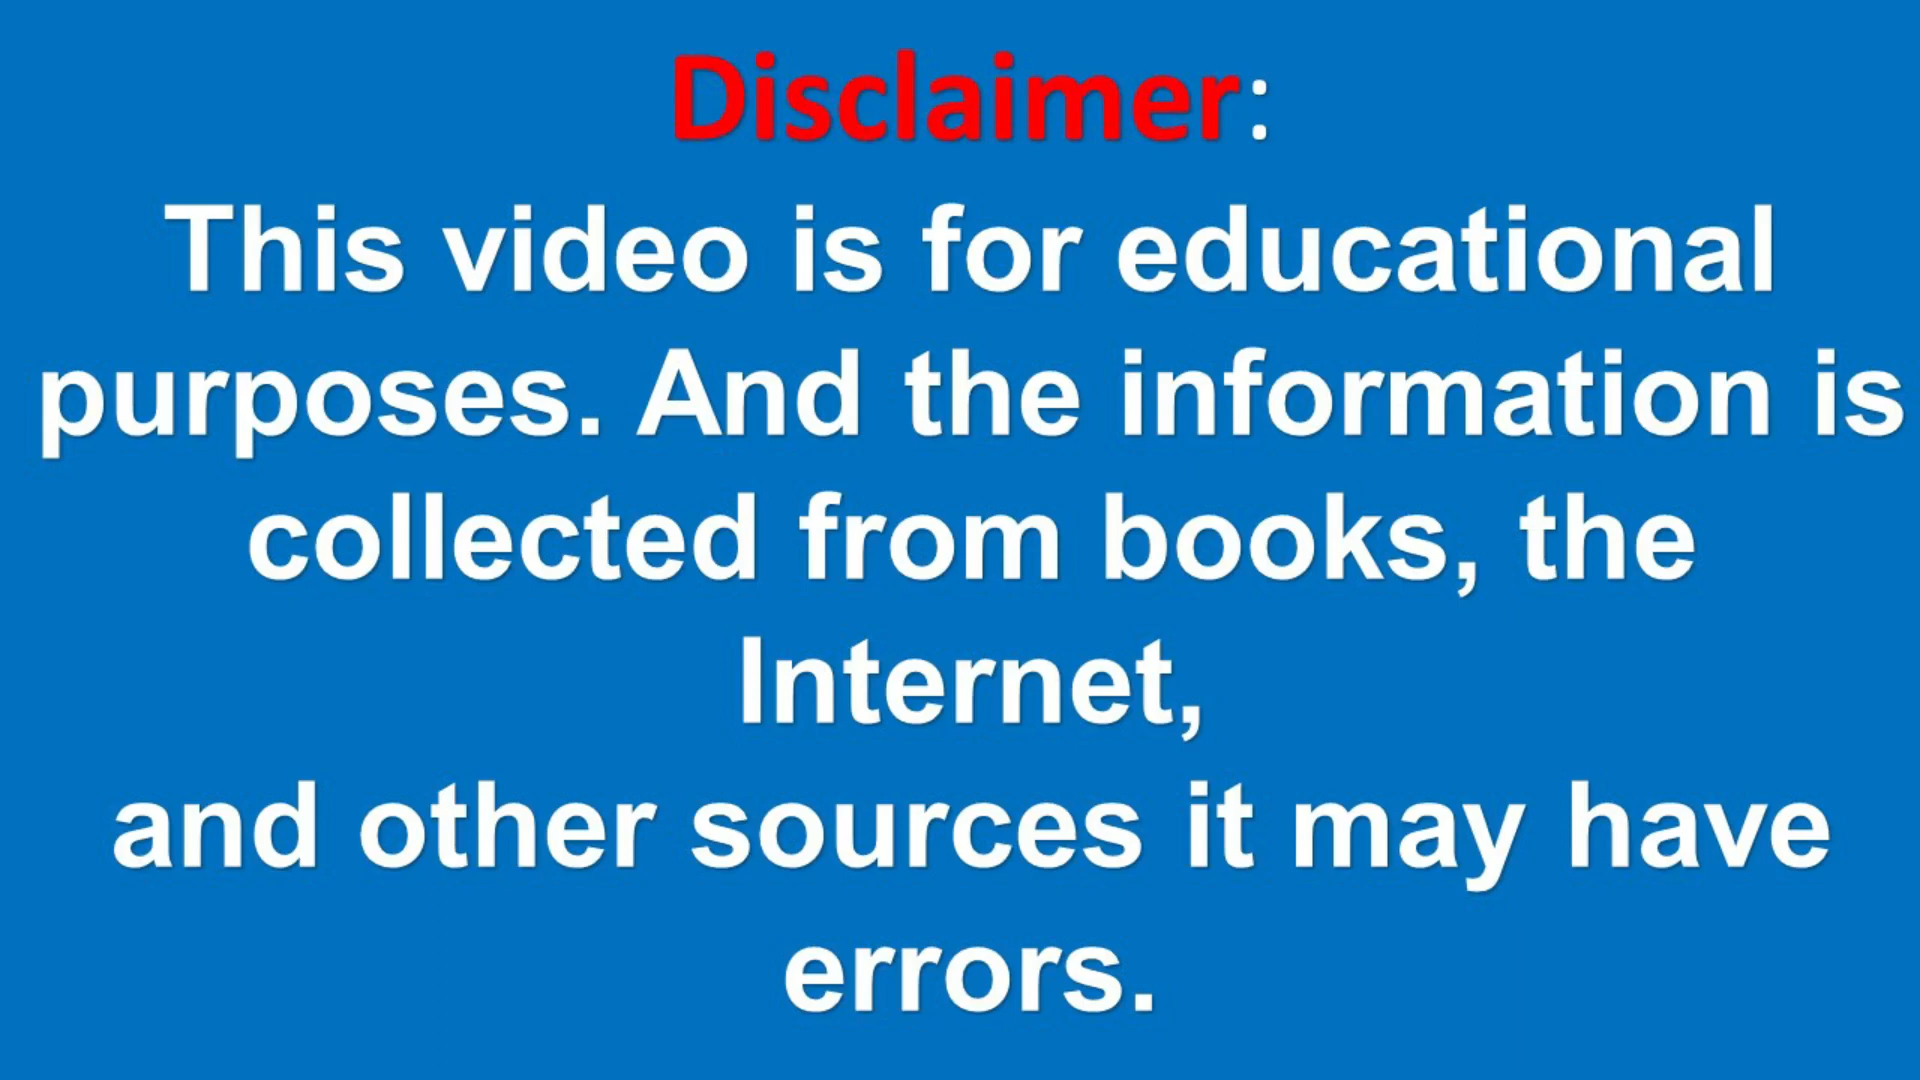 Disclaimer:
This video is for educational
purposes. And the information is
collected from books, the
Internet,
and other sources it may have
errors.